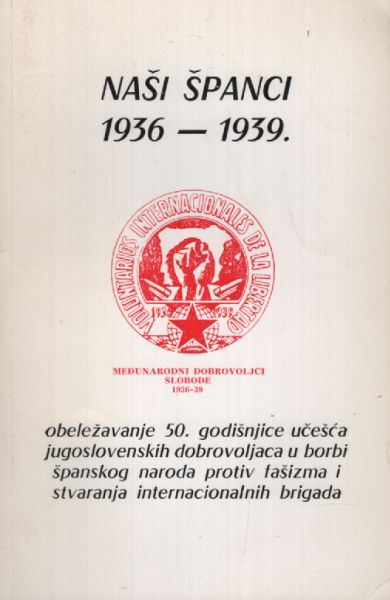 NAŠI ŠPANCI
1936 — 1939.
VOLUNTARIOS INTERNACIONALES DE LA LIBERTAD
1936 1939
MEĐUNARODNI DOBROVOLJCI
SLOBODE
1936-39
obeležavanje 50. godišnjice učešća
jugoslovenskih dobrovoljaca u borbi
španskog naroda protiv fašizma i
stvaranja internacionalnih brigada